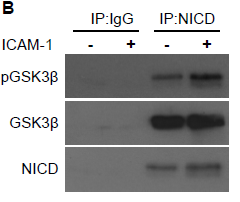 B
IP:IgG IP:NICD
ICAM-1 - + - +
pGSK3β
GSK3β
NICD